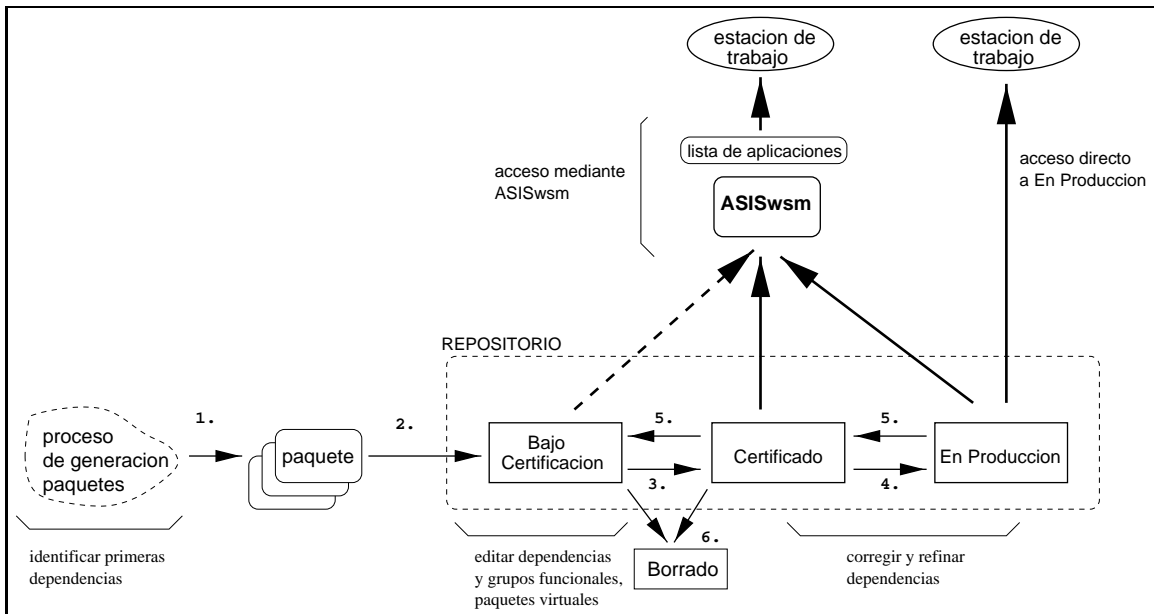 estacion de
trabajo
estacion de
trabajo
lista de aplicaciones
acceso mediante
ASISwsm
ASISwsm
acceso directo
a En Produccion
REPOSITORIO
1.
2.
5.
5.
proceso
de generacion
paquetes
paquete
Bajo
Certificacion
Certificado
En Produccion
3.
4.
6.
identificar primeras
dependencias
editar dependencias
y grupos funcionales,
paquetes virtuales
Borrado
corregir y refinar
dependencias